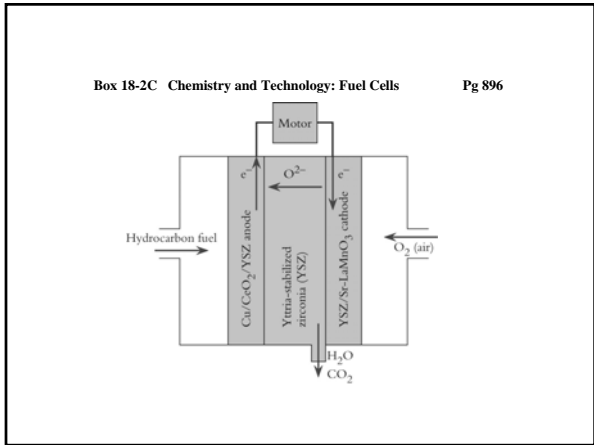 Box 18-2C Chemistry and Technology: Fuel Cells Pg 896
Motor
e⁻ O²⁻ e⁻
Hydrocarbon fuel
Cu/CeO₂/YSZ anode
Yttria-stabilized
zirconia (YSZ)
YSZ/Sr-LaMnO₃ cathode
O₂ (air)
H₂O
CO₂